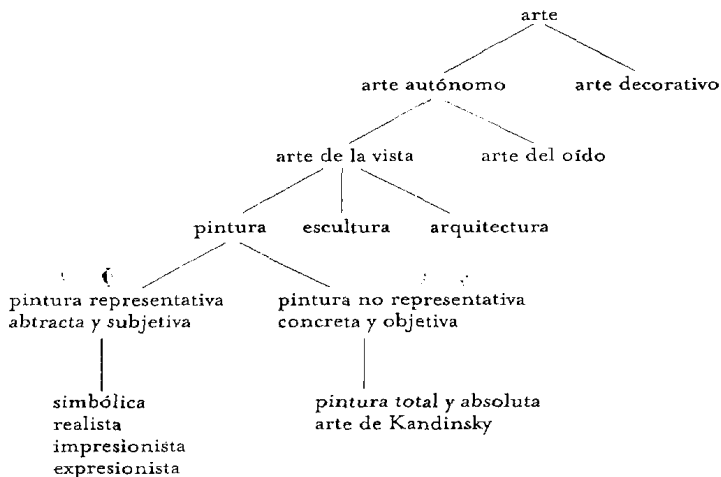 arte
arte autónomo
arte decorativo
arte de la vista
arte del oído
pintura
escultura
arquitectura
pintura representativa
abtracta y subjetiva
pintura no representativa
concreta y objetiva
simbólica
realista
impresionista
expresionista
pintura total y absoluta
arte de Kandinsky